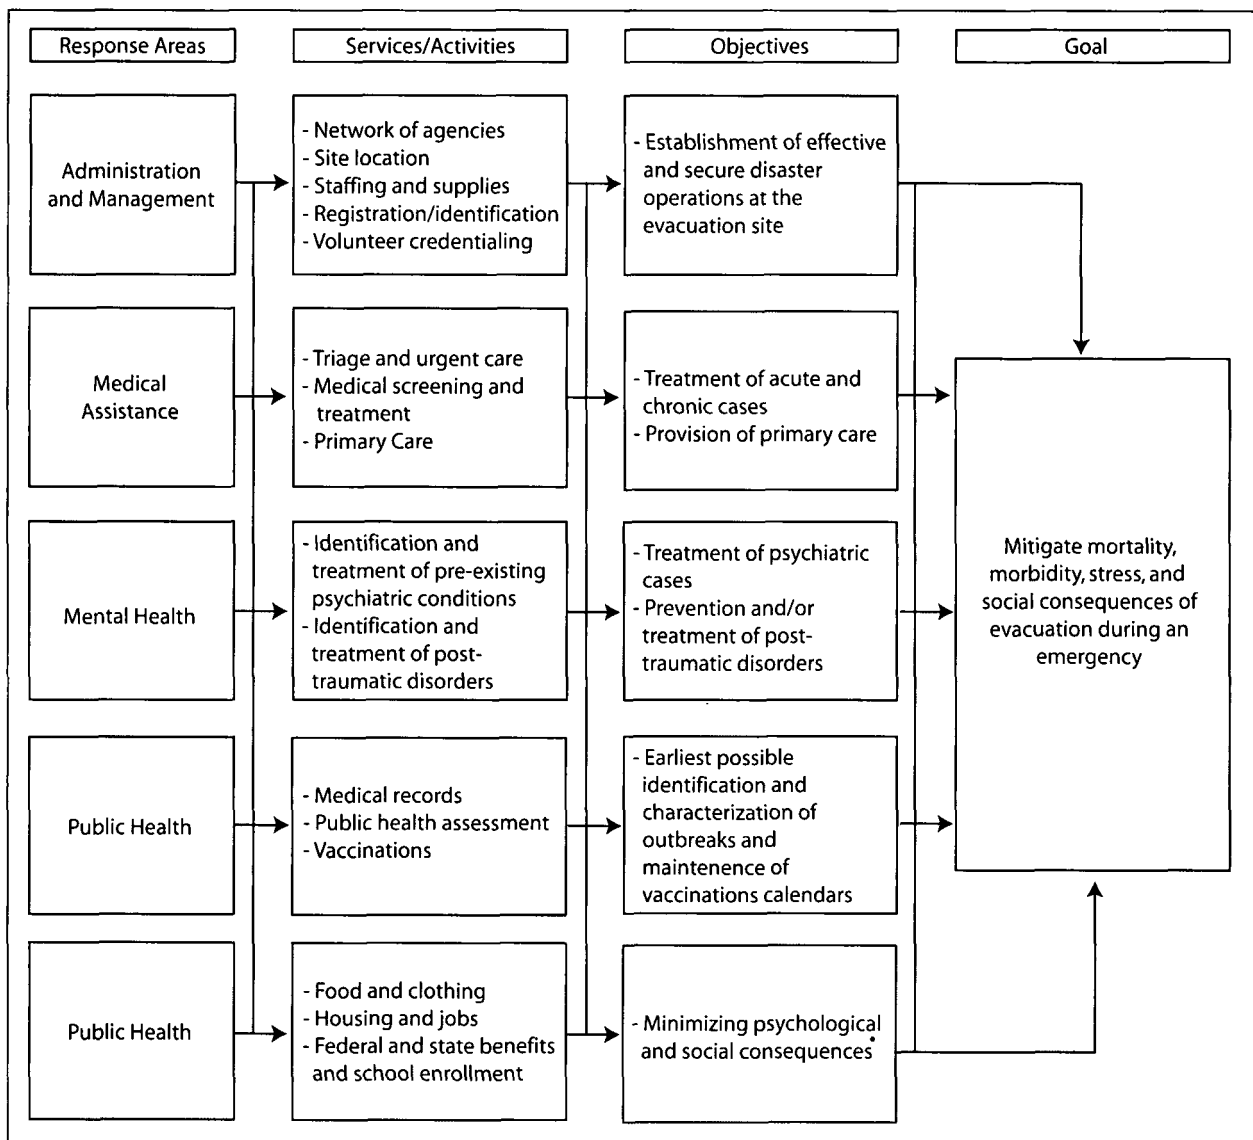 Response Areas
Services/Activities
Objectives
Goal
Administration
and Management
- Network of agencies
- Site location
- Staffing and supplies
- Registration/identification
- Volunteer credentialing
- Establishment of effective
and secure disaster
operations at the
evacuation site
Medical
Assistance
- Triage and urgent care
- Medical screening and
treatment
- Primary Care
- Treatment of acute and
chronic cases
- Provision of primary care
Mental Health
- Identification and
treatment of pre-existing
psychiatric conditions
- Identification and
treatment of post-
traumatic disorders
- Treatment of psychiatric
cases
- Prevention and/or
treatment of post-
traumatic disorders
Mitigate mortality,
morbidity, stress, and
social consequences of
evacuation during an
emergency
Public Health
- Medical records
- Public health assessment
- Vaccinations
- Earliest possible
identification and
characterization of
outbreaks and
maintenence of
vaccinations calendars
Public Health
- Food and clothing
- Housing and jobs
- Federal and state benefits
and school enrollment
- Minimizing psychological
and social consequences